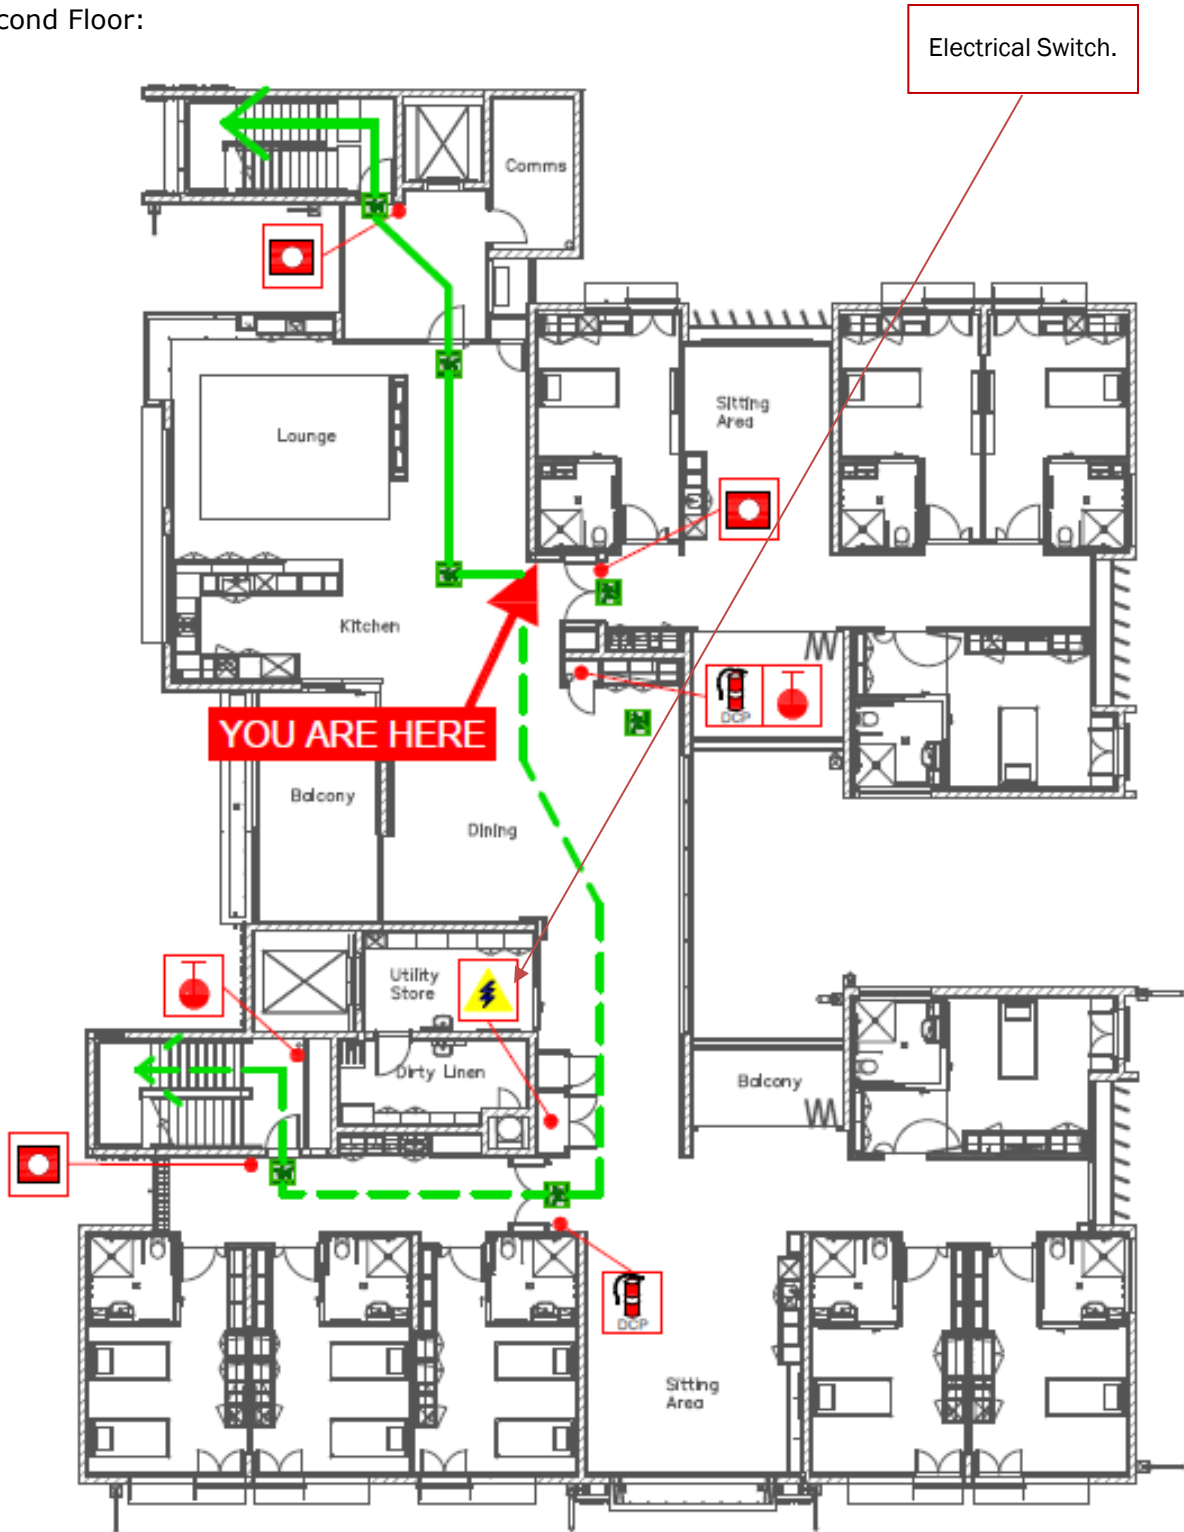 cond Floor:
Electrical Switch.
Comms
Lounge
Sitting
Area
Kitchen
DCP
YOU ARE HERE
Balcony
Dining
Utility
Store
Dirty Linen
Balcony
DCP
Sitting
Area